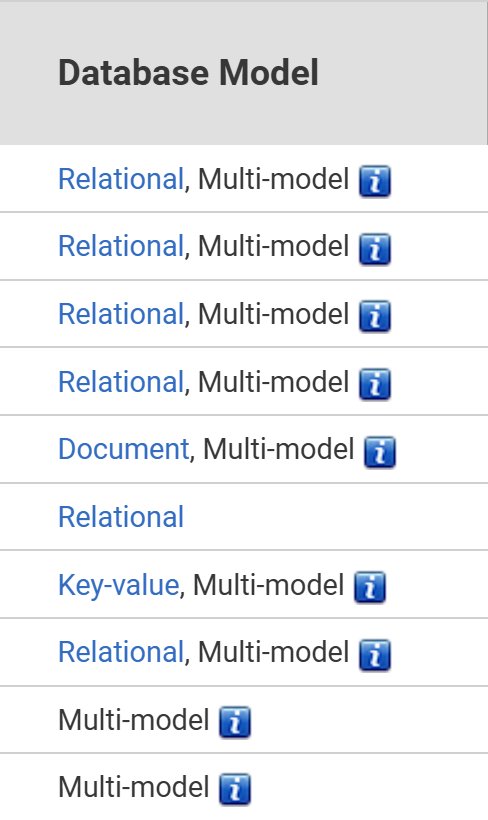 Database Model
Relational, Multi-model i
Relational, Multi-model i
Relational, Multi-model i
Relational, Multi-model i
Document, Multi-model i
Relational
Key-value, Multi-model i
Relational, Multi-model i
Multi-model i
Multi-model i